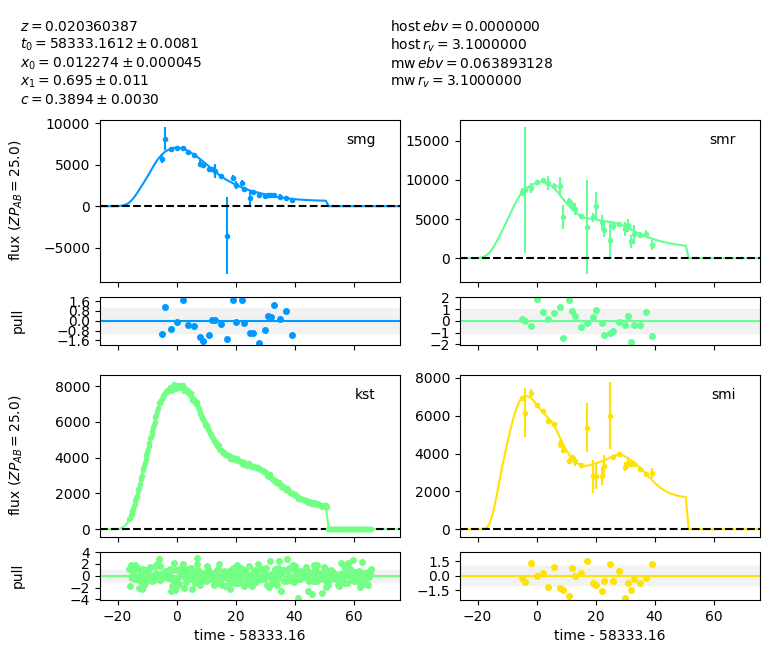 z = 0.020360387
t₀ = 58333.1612 ± 0.0081
x₀ = 0.012274 ± 0.000045
x₁ = 0.695 ± 0.011
c = 0.3894 ± 0.0030
host ebv = 0.0000000
host r_v = 3.1000000
mw ebv = 0.063893128
mw r_v = 3.1000000
flux (ZP_AB = 25.0)
10000
5000
0
−5000
smg
15000
10000
5000
0
smr
pull
1.6
0.8
0.0
−0.8
−1.6
2
1
0
−1
−2
flux (ZP_AB = 25.0)
8000
6000
4000
2000
0
kst
8000
6000
4000
2000
0
smi
pull
4
2
0
−2
−4
1.5
0.0
−1.5
−20 0 20 40 60
time - 58333.16
−20 0 20 40 60
time - 58333.16